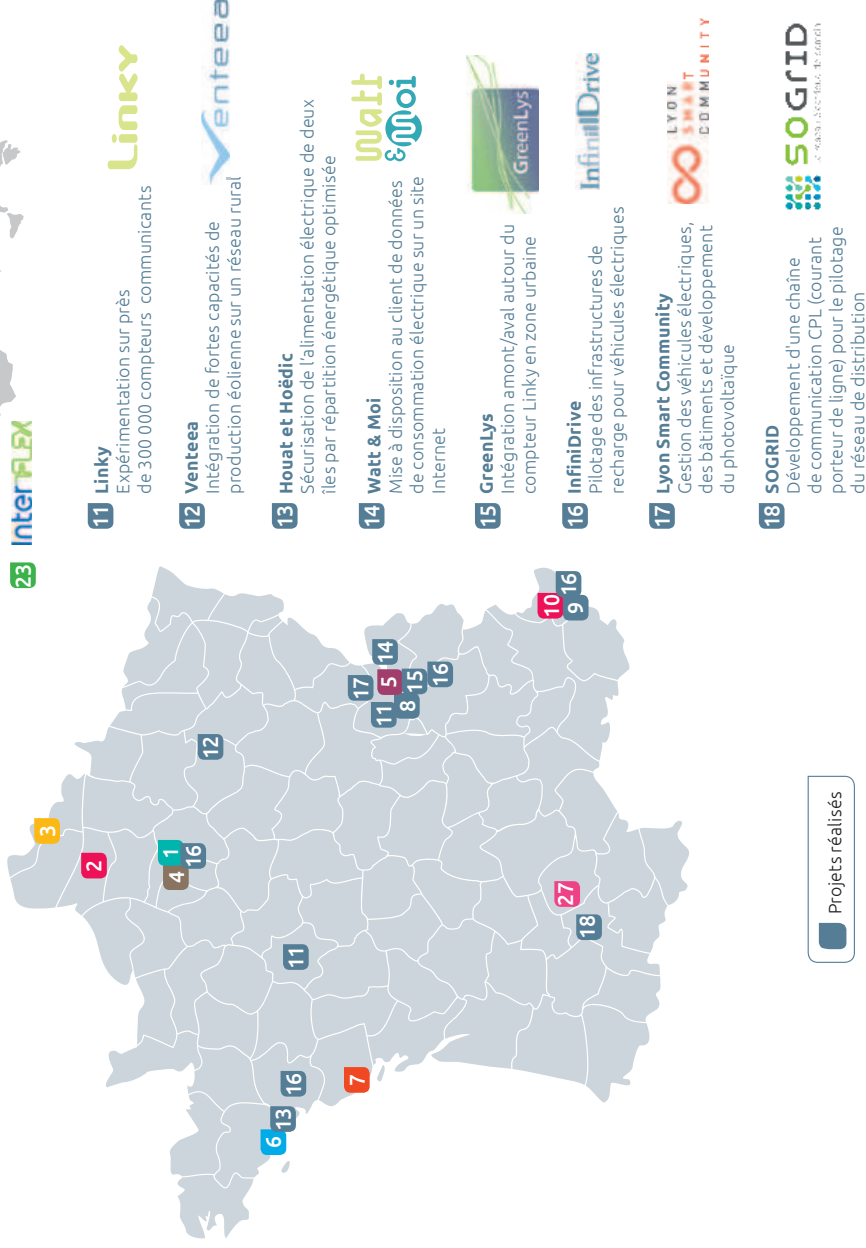 23 InterFLEX
11 Linky
Expérimentation sur près
de 300 000 compteurs communicants
Linky
12 Venteea
Intégration de fortes capacités de
production éolienne sur un réseau rural
Venteea
13 Houat et Hoëdic
Sécurisation de l'alimentation électrique de deux
îles par répartition énergétique optimisée
14 Watt & Moi
Mise à disposition au client de données
de consommation électrique sur un site
Internet
Watt
&Moi
15 GreenLys
Intégration amont/aval autour du
compteur Linky en zone urbaine
GreenLys
16 InfiniDrive
Pilotage des infrastructures de
recharge pour véhicules électriques
InfiniDrive
17 Lyon Smart Community
Gestion des véhicules électriques,
des bâtiments et développement
du photovoltaïque
LYON
SMART
COMMUNITY
18 SOGRID
Développement d'une chaîne
de communication CPL (courant
porteur de ligne) pour le pilotage
du réseau de distribution
SOGRID
3
2
1
4
16
12
11
6
13
16
7
17
14
5
11
8
15
16
10
16
9
27
18
Projets réalisés